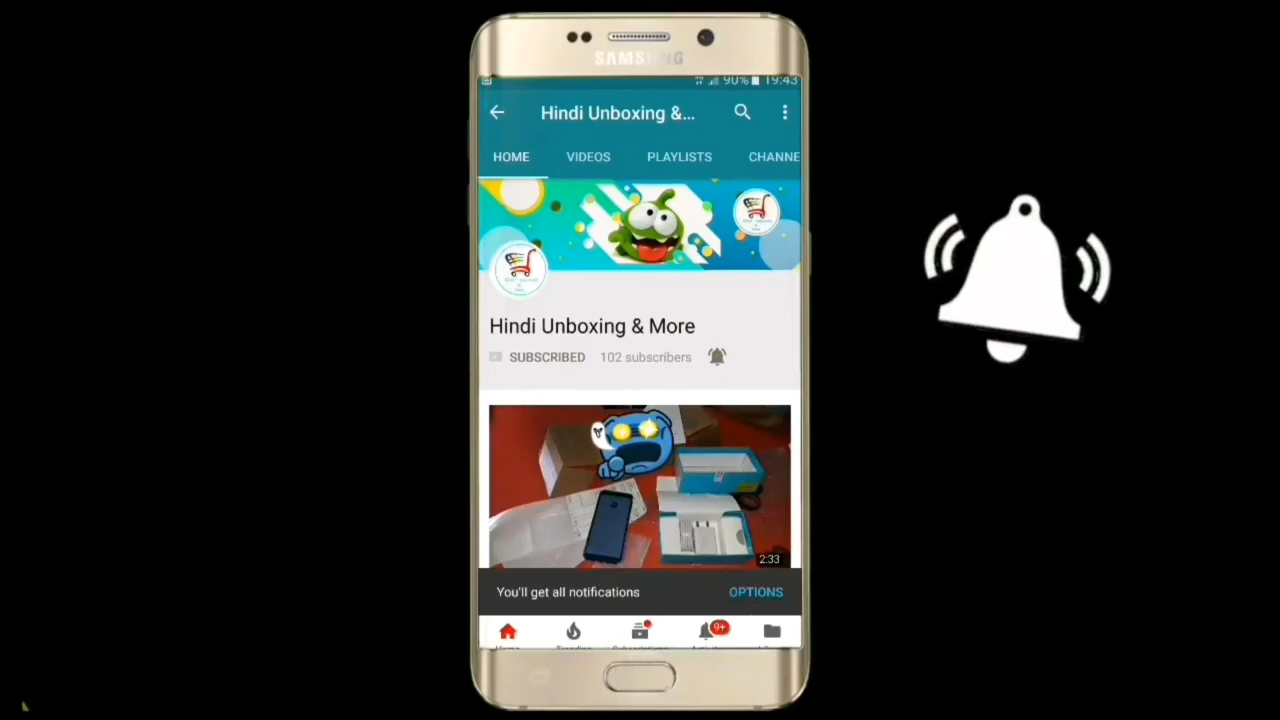 SAMSUNG
90% 19:43
Hindi Unboxing &...
HOME VIDEOS PLAYLISTS CHANNE
Hindi Unboxing & More
SUBSCRIBED 102 subscribers
2:33
You'll get all notifications OPTIONS
9+